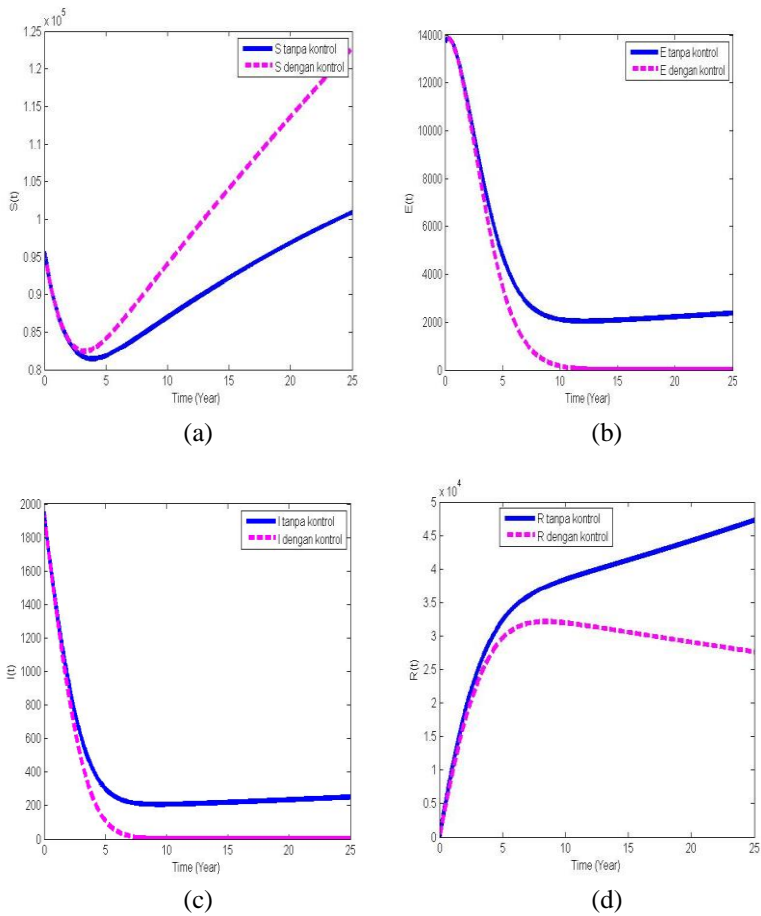 x 10^5
125
S tanpa kontrol
S dengan kontrol
1.2
1.15
1.1
1.05
1
0.95
0.9
0.85
0.8
S(t)
0 5 10 15 20 25
Time (Year)
(a)
14000
E tanpa kontrol
E dengan kontrol
12000
10000
8000
6000
4000
2000
0
E(t)
0 5 10 15 20 25
Time (Year)
(b)
2000
I tanpa kontrol
I dengan kontrol
1800
1600
1400
1200
1000
800
600
400
200
0
I(t)
0 5 10 15 20 25
Time (Year)
(c)
x 10^4
5
R tanpa kontrol
R dengan kontrol
4.5
4
3.5
3
2.5
2
1.5
1
0.5
0
R(t)
0 5 10 15 20 25
Time (Year)
(d)